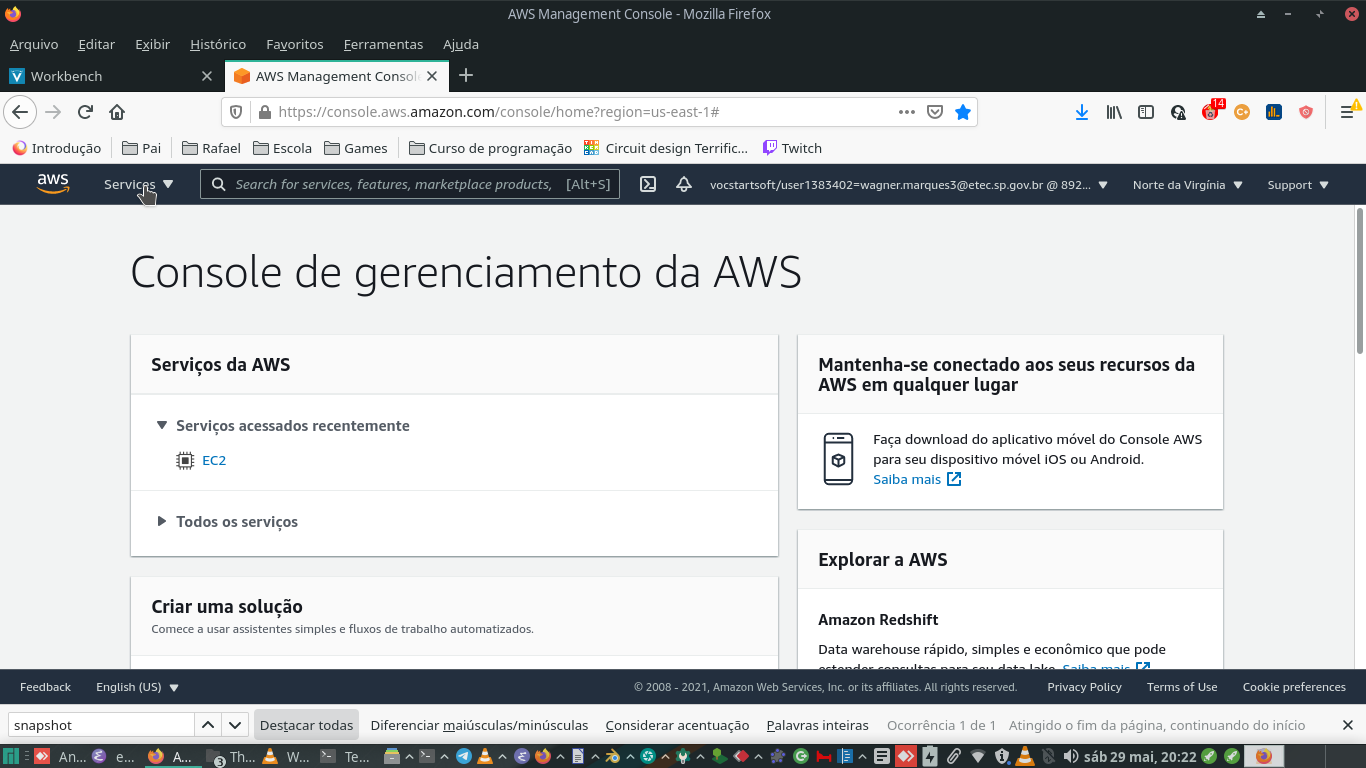 AWS Management Console - Mozilla Firefox
Arquivo Editar Exibir Histórico Favoritos Ferramentas Ajuda
Workbench AWS Management Consol
https://console.aws.amazon.com/console/home?region=us-east-1# 14
Introdução Pai Rafael Escola Games Curso de programação Circuit design Terrific... Twitch
aws Services Search for services, features, marketplace products, [Alt+S] vocstartsoft/user1383402=wagner.marques3@etec.sp.gov.br @ 892... Norte da Virgínia Support
Console de gerenciamento da AWS
Serviços da AWS
Serviços acessados recentemente
EC2
Todos os serviços
Criar uma solução
Comece a usar assistentes simples e fluxos de trabalho automatizados.
Mantenha-se conectado aos seus recursos da
AWS em qualquer lugar
Faça download do aplicativo móvel do Console AWS
para seu dispositivo móvel iOS ou Android.
Saiba mais
Explorar a AWS
Amazon Redshift
Data warehouse rápido, simples e econômico que pode
estender consultas para seu data lake. Saiba mais
Feedback English (US) © 2008 - 2021, Amazon Web Services, Inc. or its affiliates. All rights reserved. Privacy Policy Terms of Use Cookie preferences
snapshot Destacar todas Diferenciar maiúsculas/minúsculas Considerar acentuação Palavras inteiras Ocorrência 1 de 1 Atingido o fim da página, continuando do início
An... e... A... 3 Th... W... Te... sáb 29 mai, 20:22